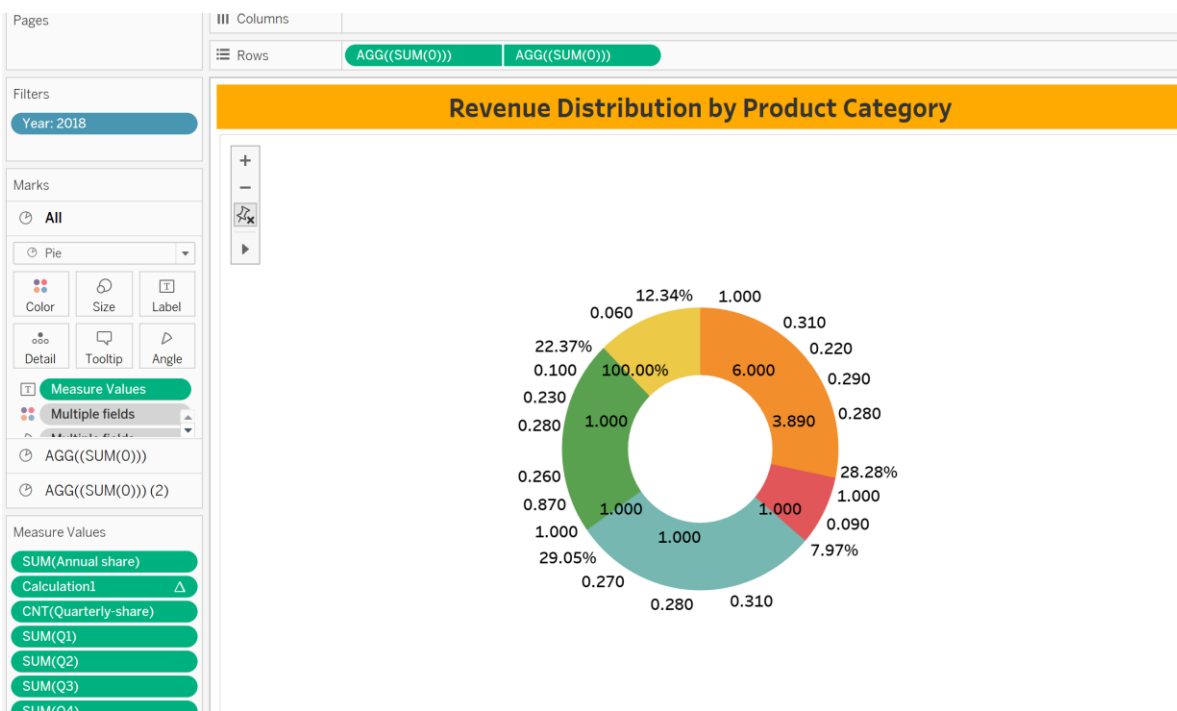 Pages
Columns
Rows
AGG((SUM(0))) AGG((SUM(0)))
Filters
Year: 2018
Marks
All
Pie
Color Size Label
Detail Tooltip Angle
Measure Values
Multiple fields
AGG((SUM(0)))
AGG((SUM(0))) (2)
Measure Values
SUM(Annual share)
Calculation1
CNT(Quarterly-share)
SUM(Q1)
SUM(Q2)
SUM(Q3)
SUM(Q4)
Revenue Distribution by Product Category
12.34% 1.000
0.060 0.310
22.37% 0.220
0.100 100.00% 6.000 0.290
0.230
0.280 1.000 3.890 0.280
0.260 28.28%
0.870 1.000 1.000 1.000
1.000 1.000 0.090
29.05% 7.97%
0.270
0.280 0.310